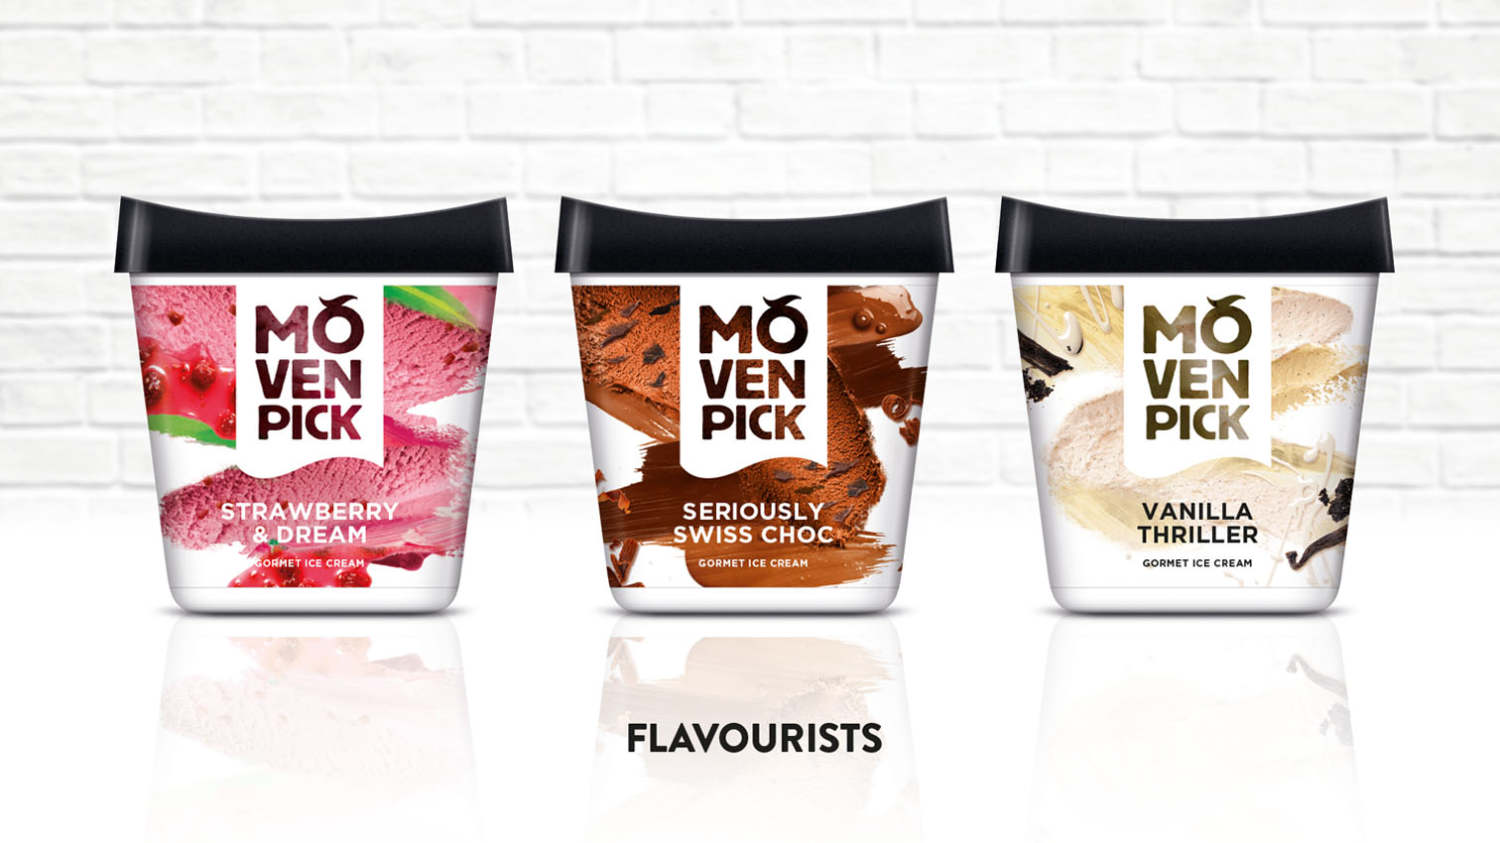 MÖ
VEN
PICK
STRAWBERRY
& DREAM
GORMET ICE CREAM
MÖ
VEN
PICK
SERIOUSLY
SWISS CHOC
GORMET ICE CREAM
MÖ
VEN
PICK
VANILLA
THRILLER
GORMET ICE CREAM
FLAVOURISTS